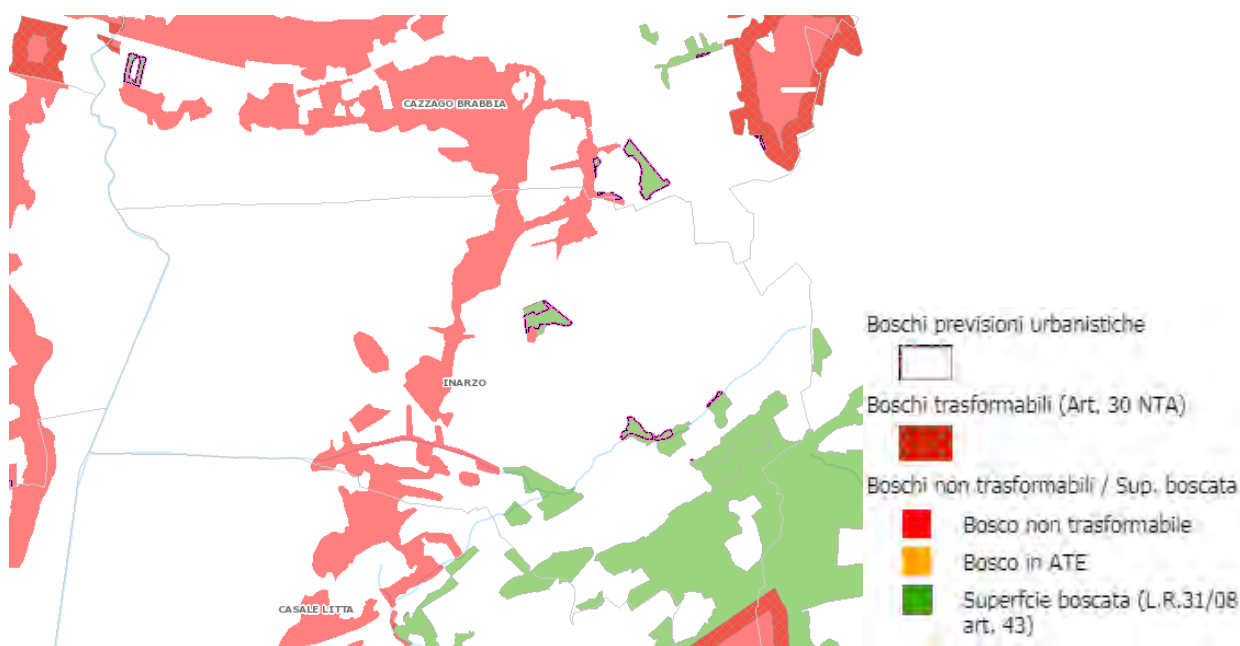 CAZZAGO BRABBIA
INARZO
CASALE LITTA
Boschi previsioni urbanistiche
Boschi trasformabili (Art. 30 NTA)
Boschi non trasformabili / Sup. boscata
Bosco non trasformabile
Bosco in ATE
Superfcie boscata (L.R.31/08
art. 43)